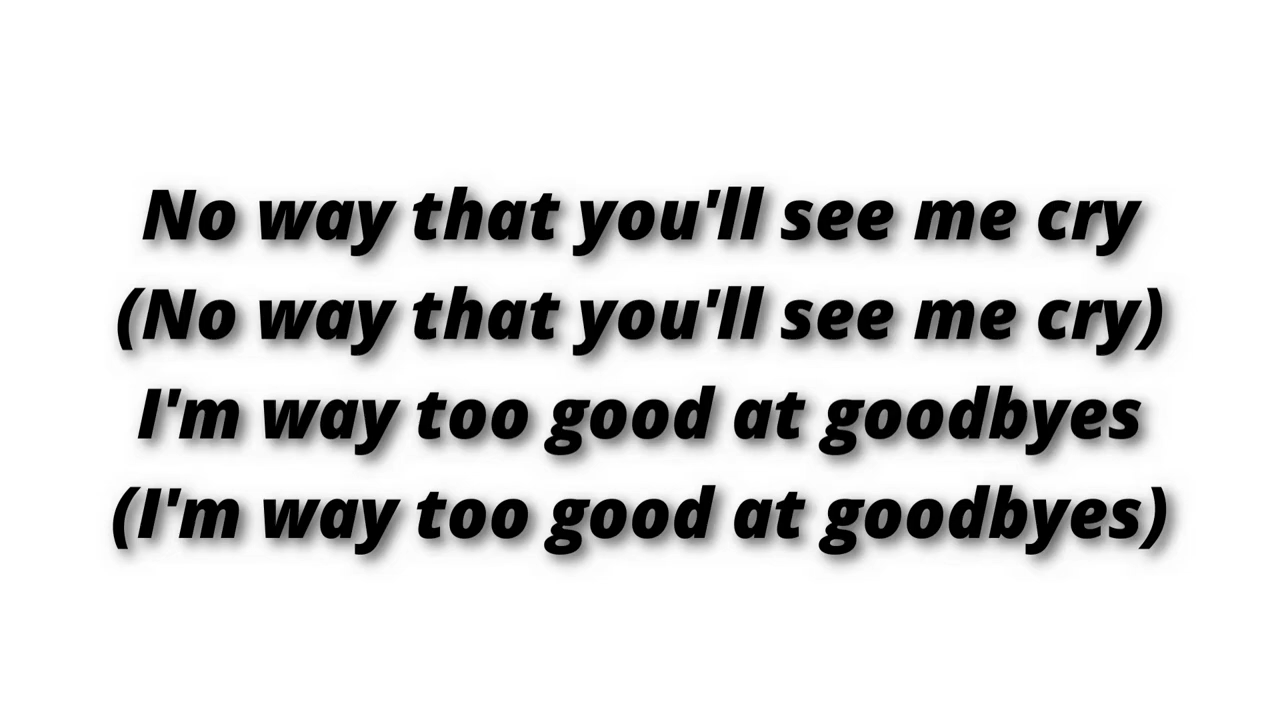 No way that you'll see me cry
(No way that you'll see me cry)
I'm way too good at goodbyes
(I'm way too good at goodbyes)